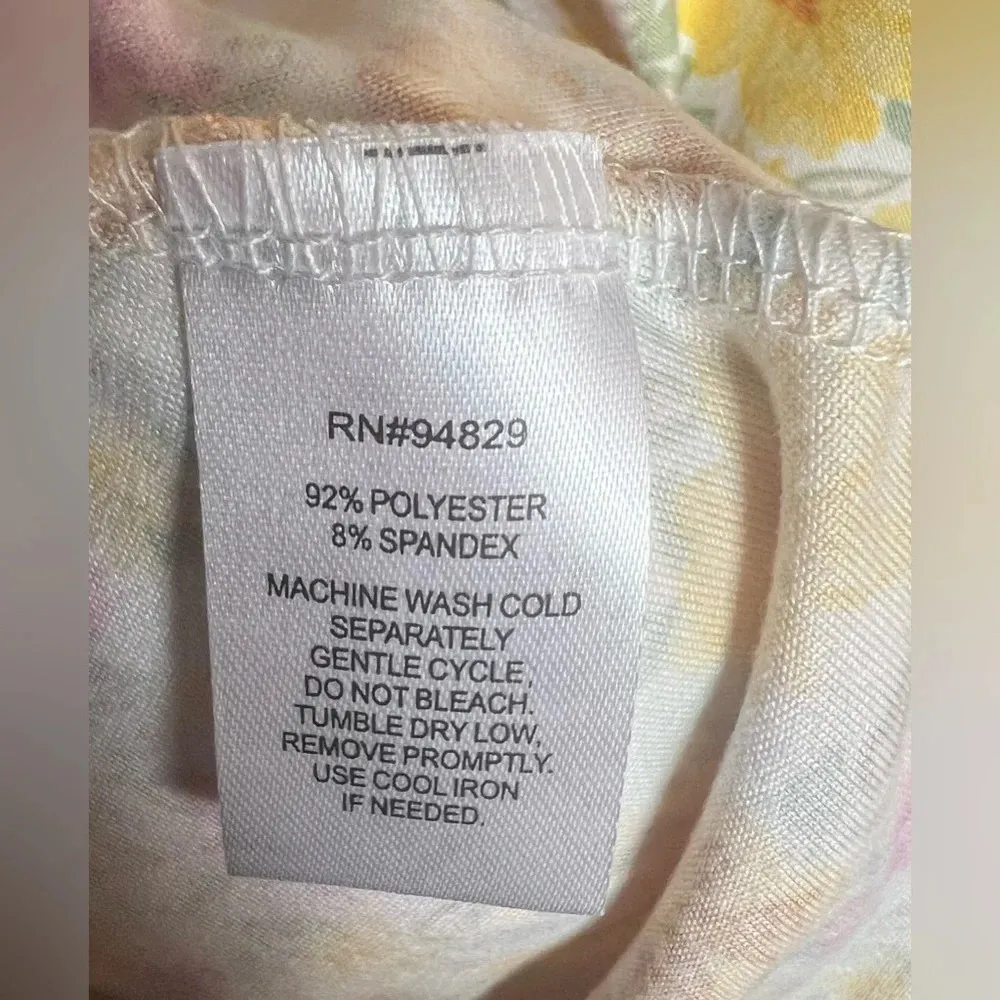 RN#94829
92% POLYESTER
8% SPANDEX
MACHINE WASH COLD
SEPARATELY
GENTLE CYCLE,
DO NOT BLEACH.
TUMBLE DRY LOW,
REMOVE PROMPTLY.
USE COOL IRON
IF NEEDED.